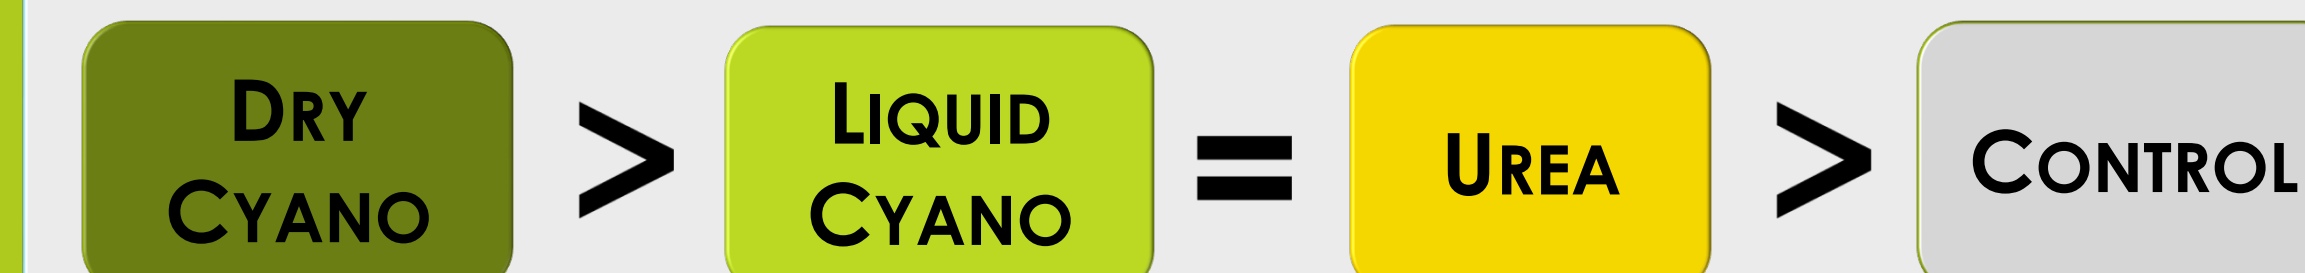 Dry
Cyano
>
Liquid
Cyano
=
Urea
>
Control